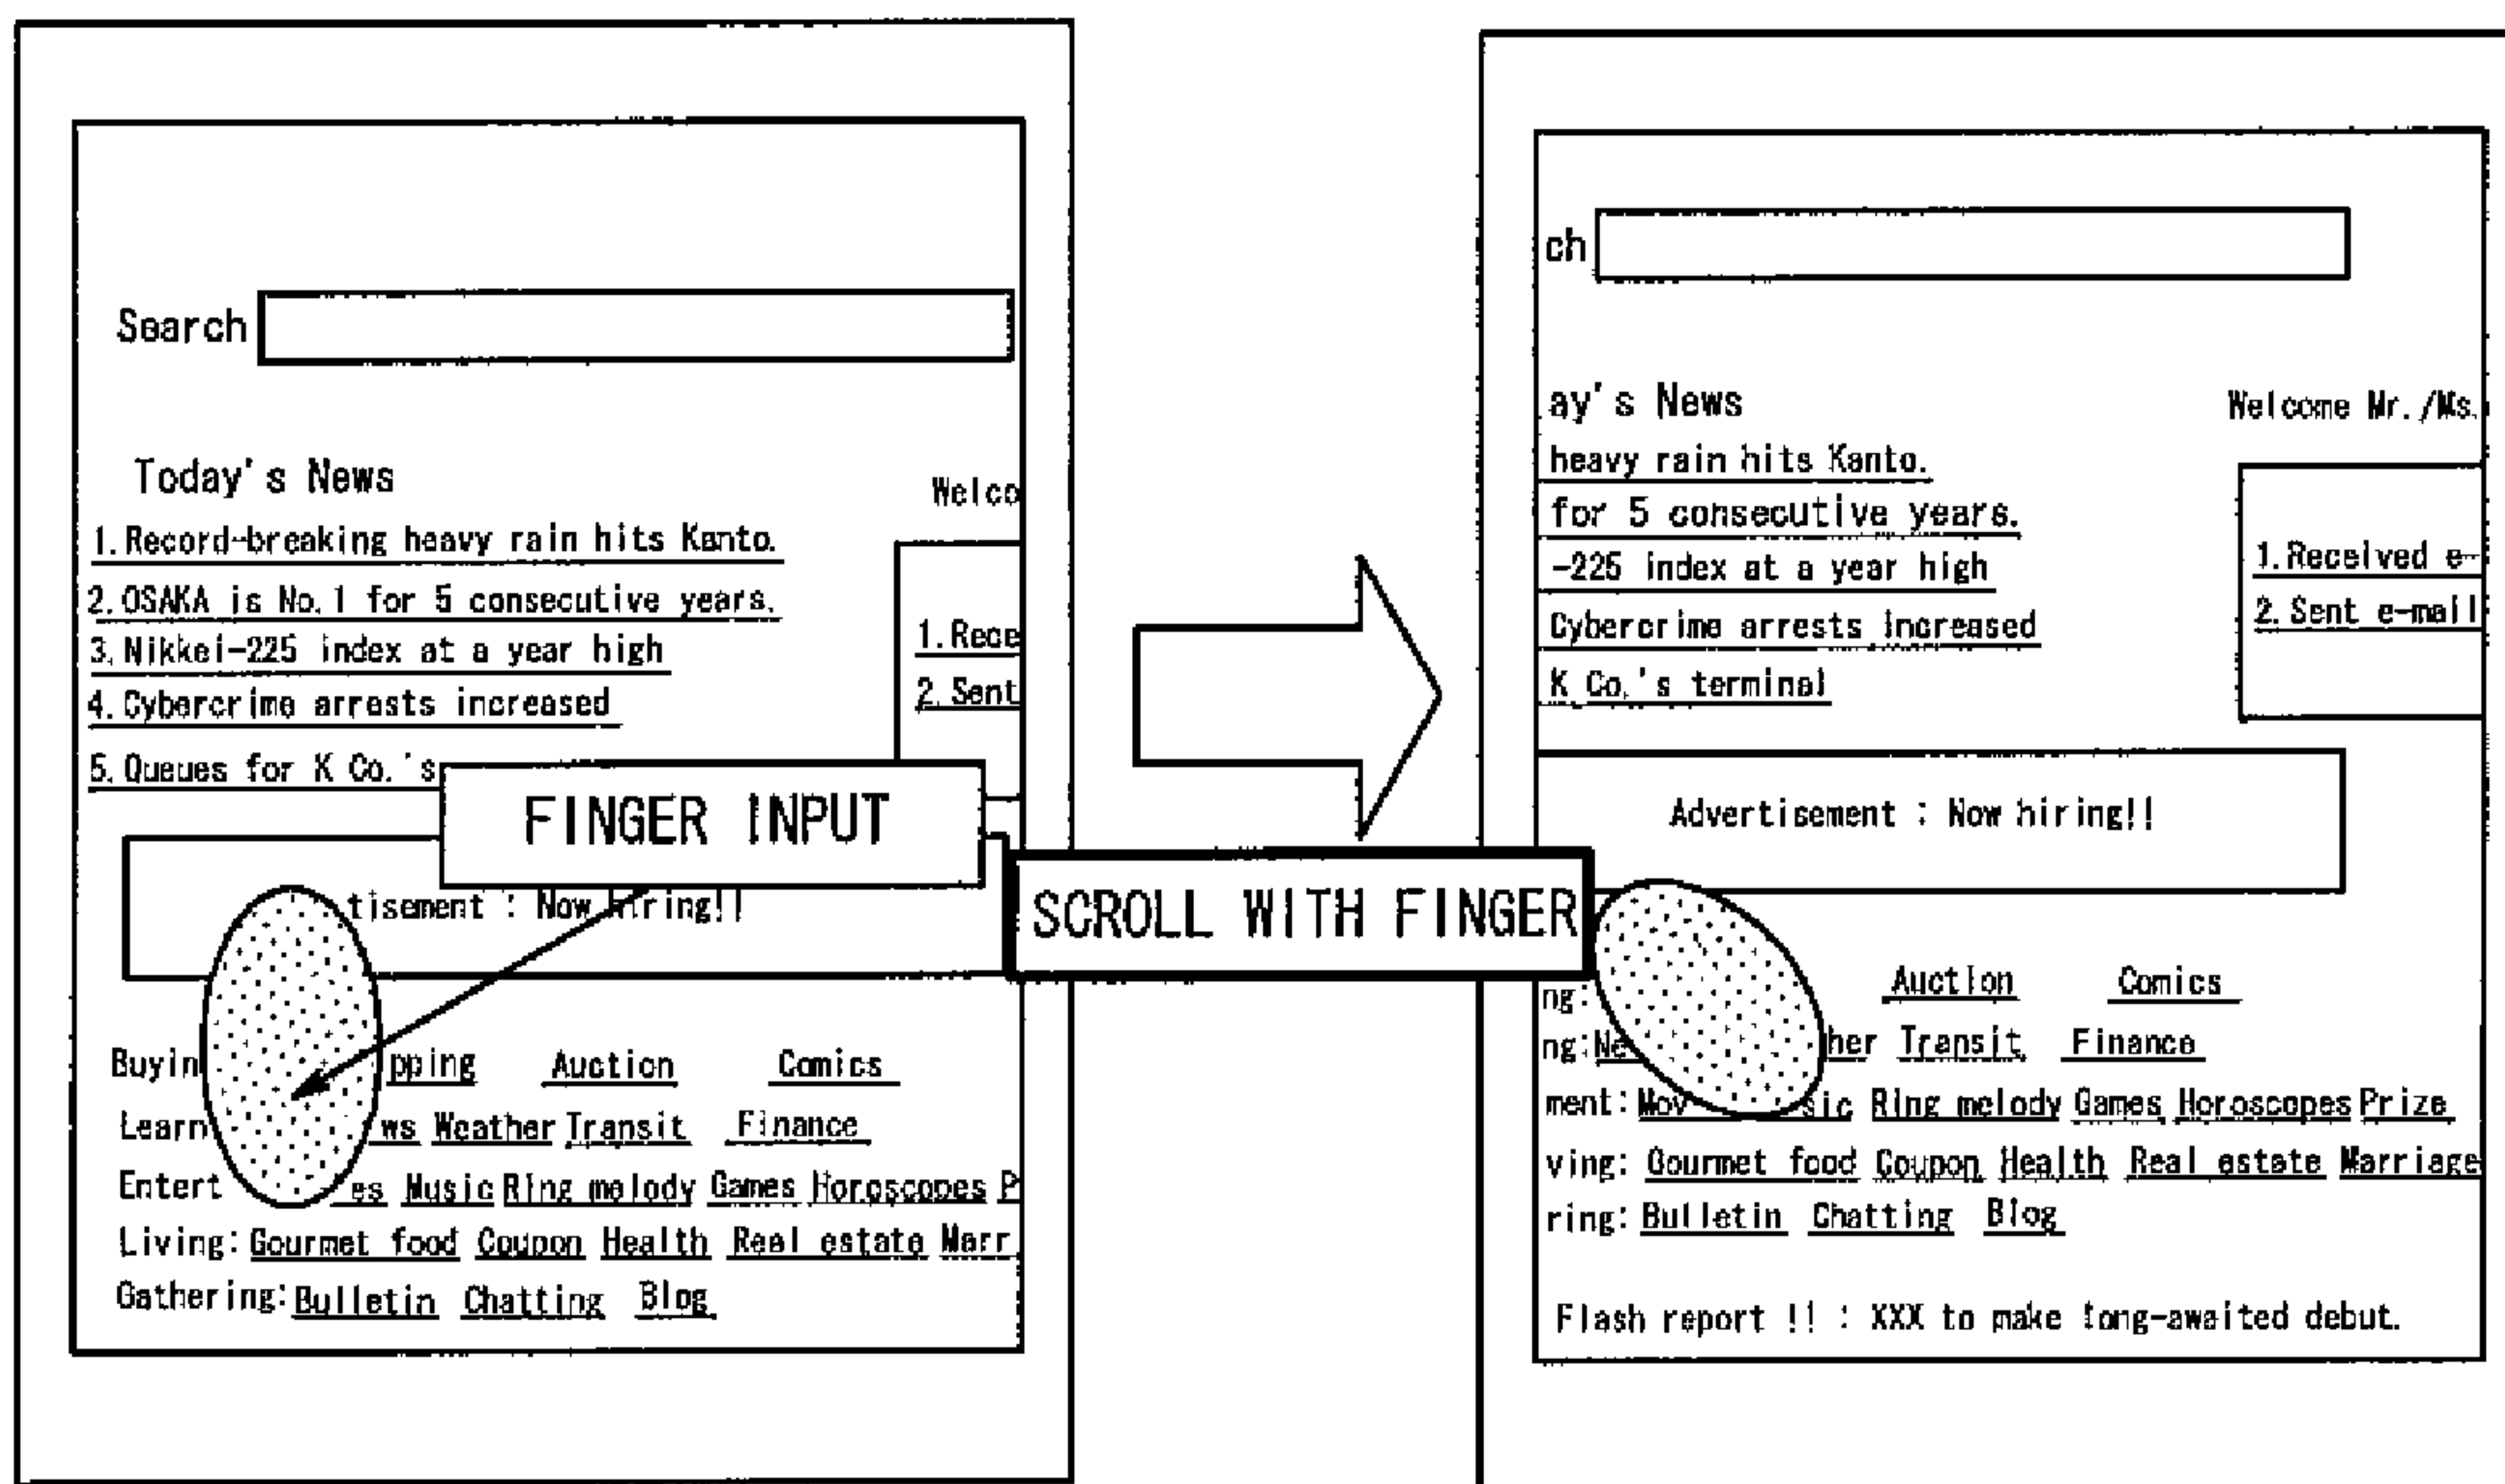 Search
Today's News
Welco
1.Record-breaking heavy rain hits Kanto.
2.OSAKA is No.1 for 5 consecutive years.
3.Nikkei-225 index at a year high
1.Rece
4.Cybercrime arrests increased
2.Sent
5.Queues for K Co.'s
FINGER INPUT
tisement : Now hiring!!
Buyin pping Auction Comics
Learn ws Weather Transit Finance
Entert es Music Ring melody Games Horoscopes P
Living: Gourmet food Coupon Health Real estate Marr
Gathering: Bulletin Chatting Blog
SCROLL WITH FINGER
ch
ay's News
Welcome Mr./Ms.
heavy rain hits Kanto.
for 5 consecutive years.
-225 index at a year high
1.Received e-
Cybercrime arrests increased
2.Sent e-mail
K Co.'s terminal
Advertisement : Now hiring!!
ng: Auction Comics
ng: Ne her Transit Finance
ment: Mov sic Ring melody Games Horoscopes Prize
ving: Gourmet food Coupon Health Real estate Marriage
ring: Bulletin Chatting Blog
Flash report !! : XXX to make long-awaited debut.